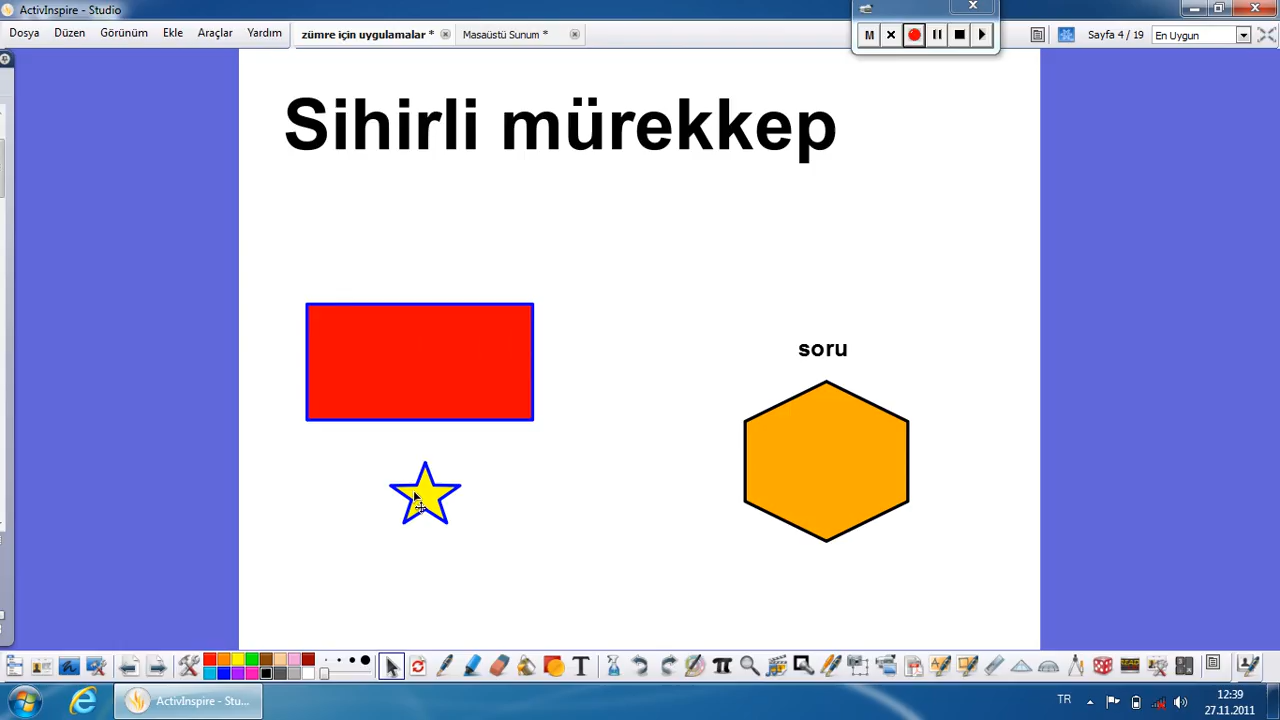 ActivInspire - Studio
Dosya Düzen Görünüm Ekle Araçlar Yardım zümre için uygulamalar * Masaüstü Sunum * M Sayfa 4 / 19 En Uygun
Sihirli mürekkep
soru
ActivInspire - Stu...
TR
12:39
27.11.2011